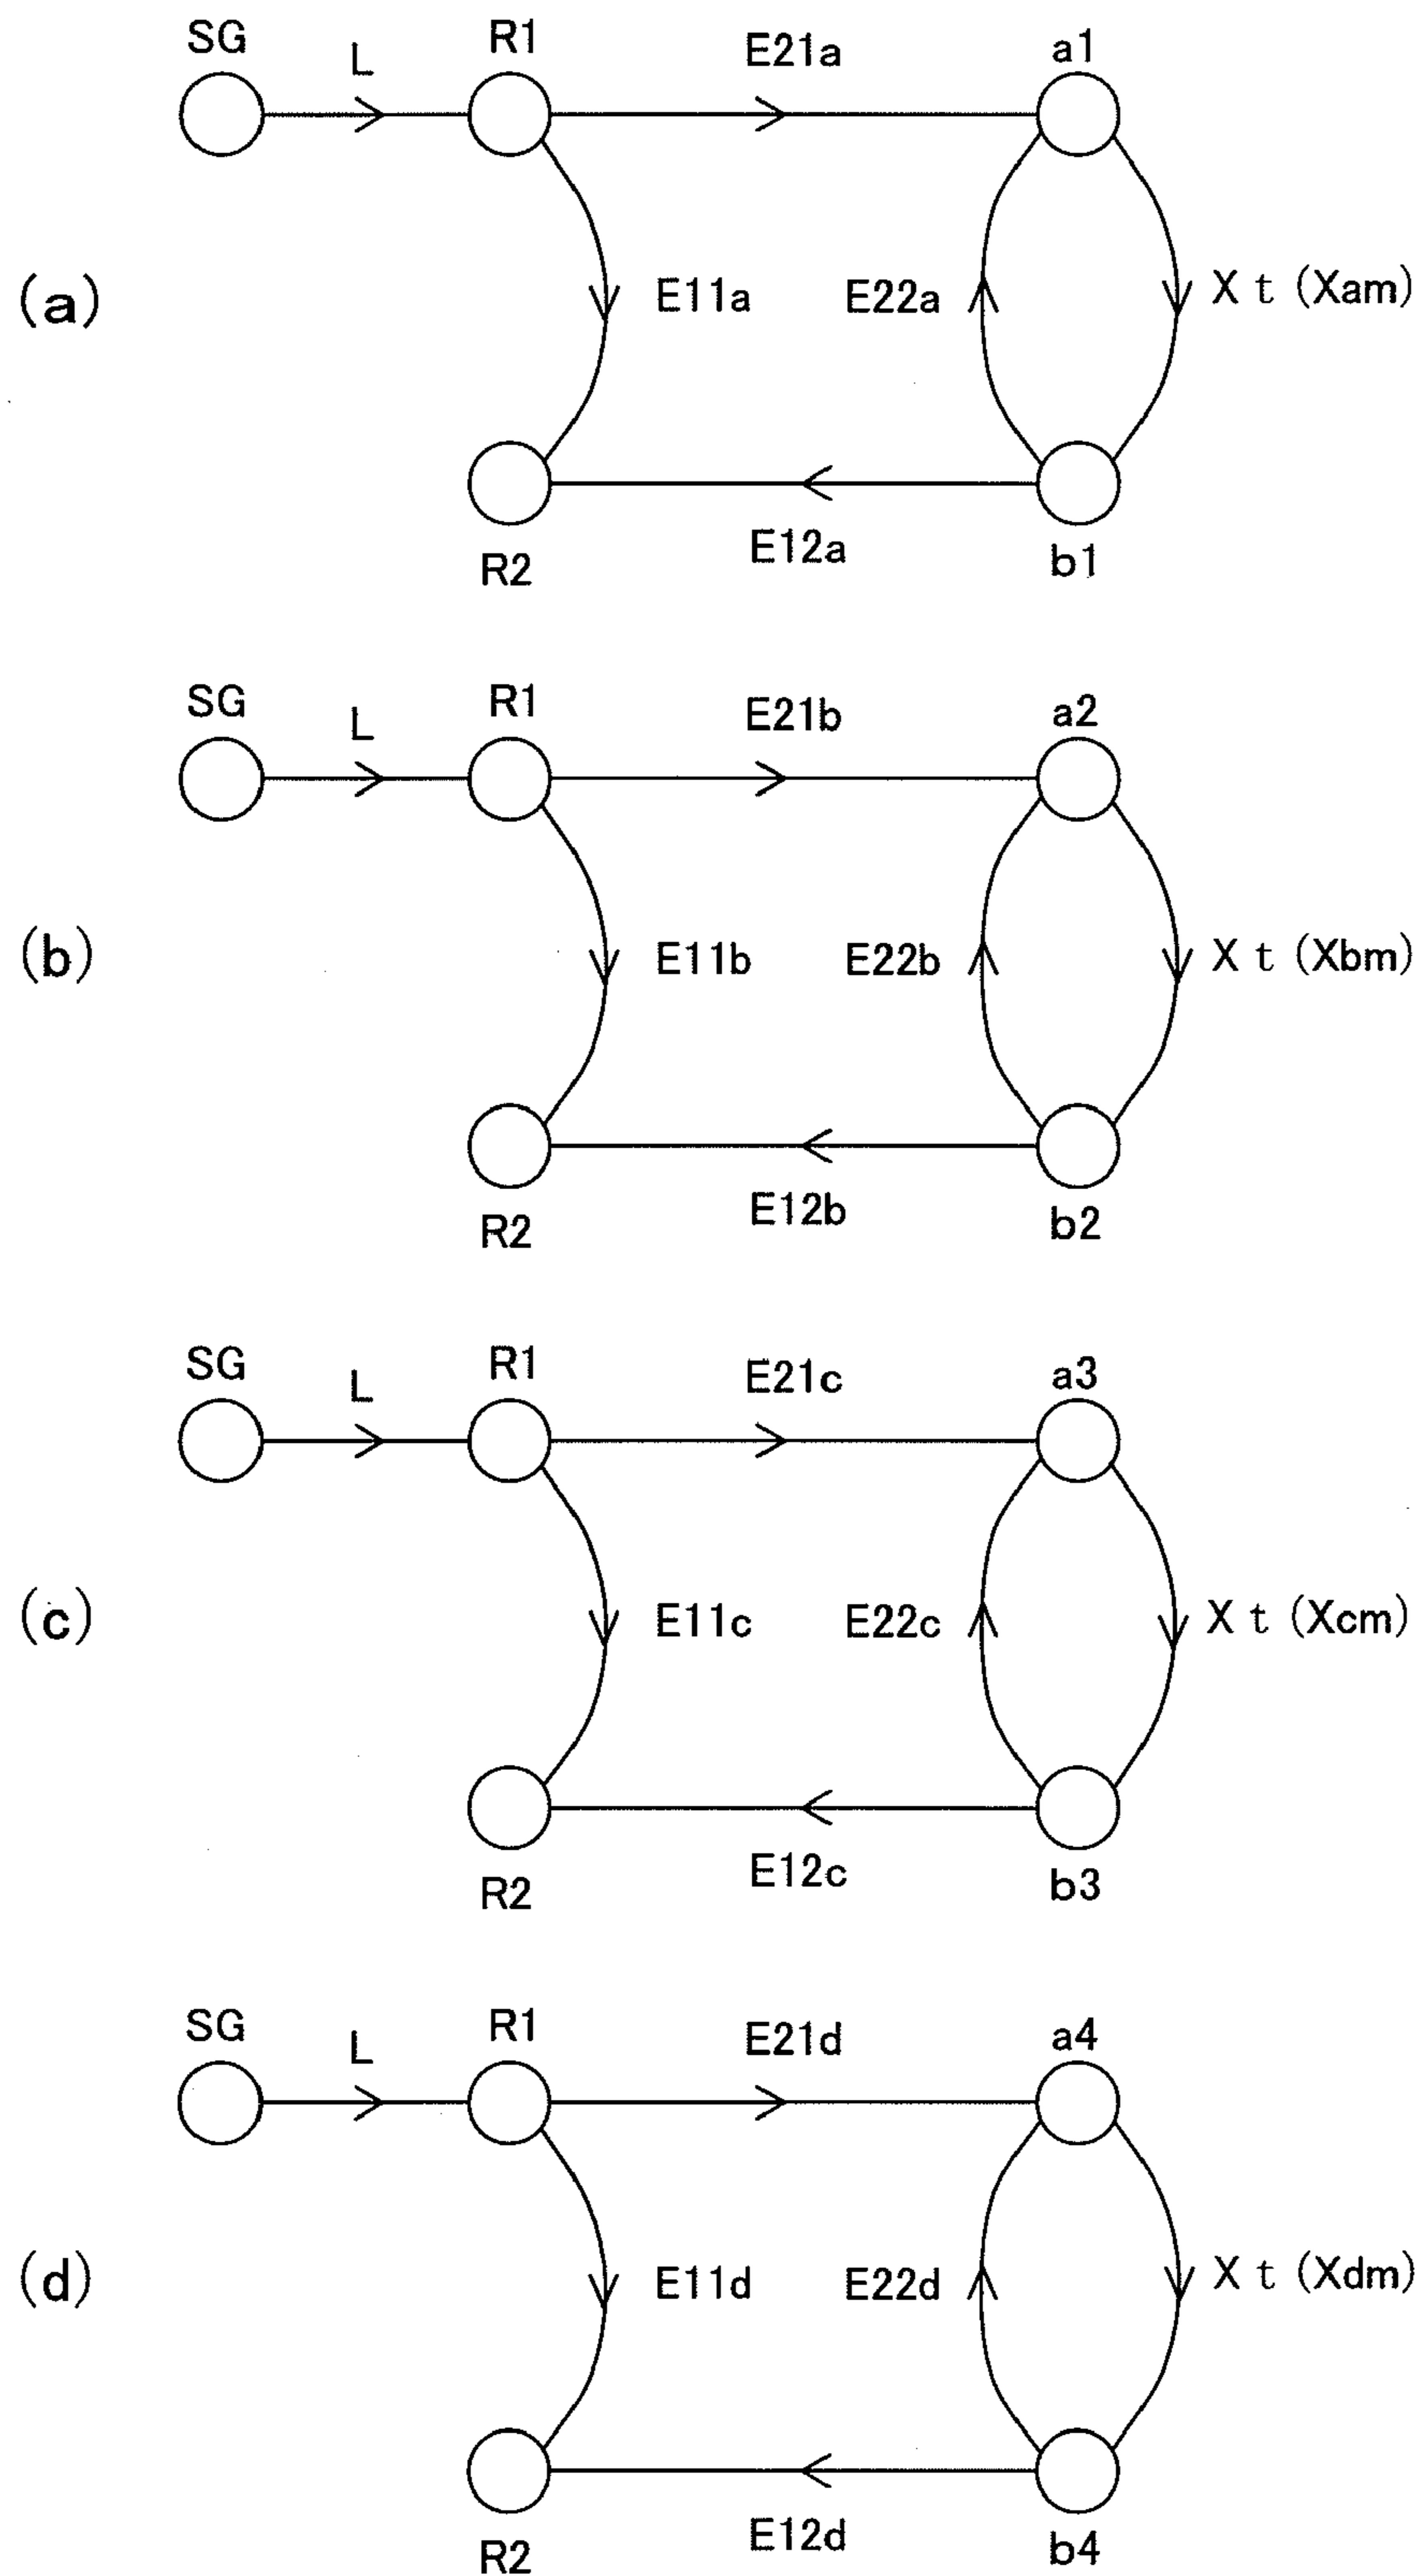 SG L R1 E21a a1
(a) E11a E22a X t (Xam)
R2 E12a b1
SG L R1 E21b a2
(b) E11b E22b X t (Xbm)
R2 E12b b2
SG L R1 E21c a3
(c) E11c E22c X t (Xcm)
R2 E12c b3
SG L R1 E21d a4
(d) E11d E22d X t (Xdm)
R2 E12d b4